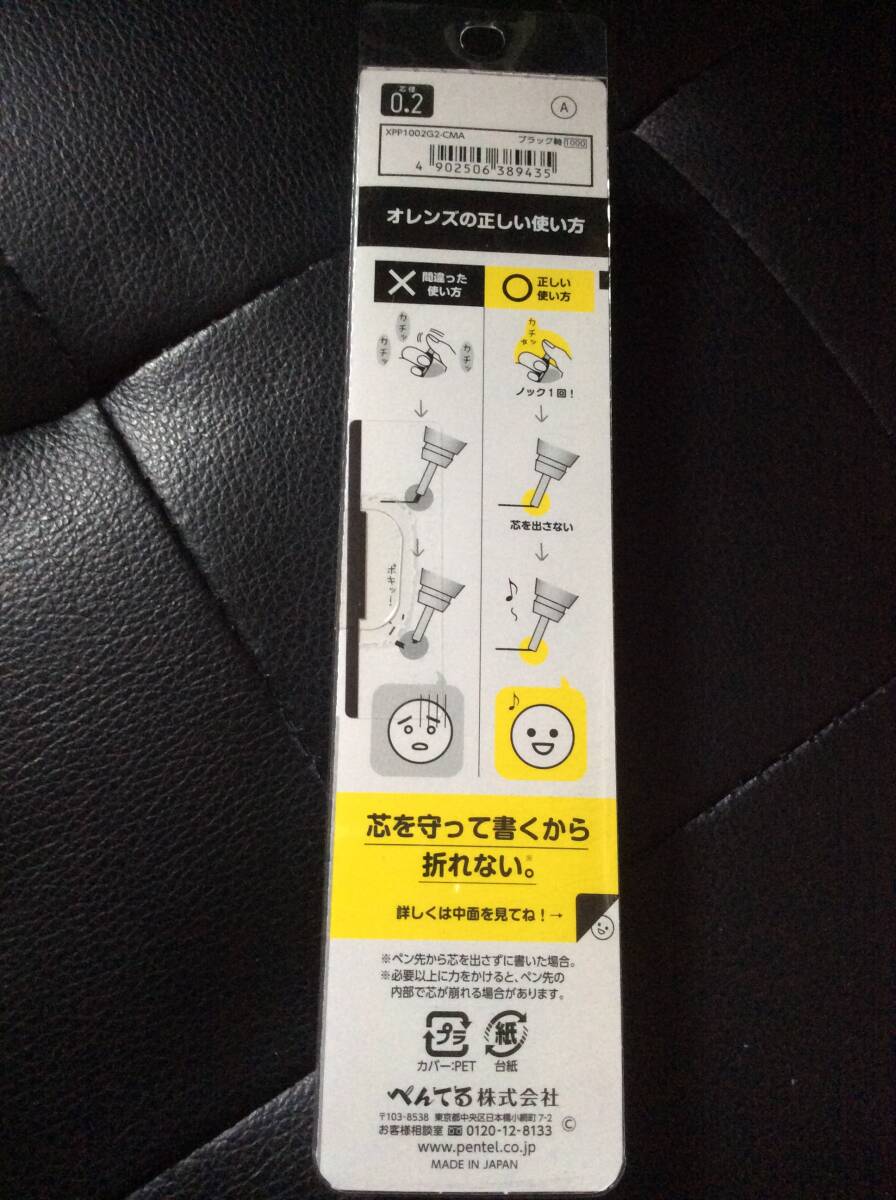 芯径
0.2
A
XPP1002G2-CMA ブラック軸 1000
4 902506 389435
オレンズの正しい使い方
間違った
使い方
正しい
使い方
カチッ
カチッ
カチッ
カチッ
ノック1回!
芯を出さない
ポキッ!
芯を守って書くから
折れない。※
詳しくは中面を見てね!→
※ペン先から芯を出さずに書いた場合。
※必要以上に力をかけると、ペン先の
内部で芯が崩れる場合があります。
プラ 紙
カバー:PET 台紙
ぺんてる株式会社
〒103-8538 東京都中央区日本橋小網町 7-2
お客様相談室 0120-12-8133 ©
www.pentel.co.jp
MADE IN JAPAN